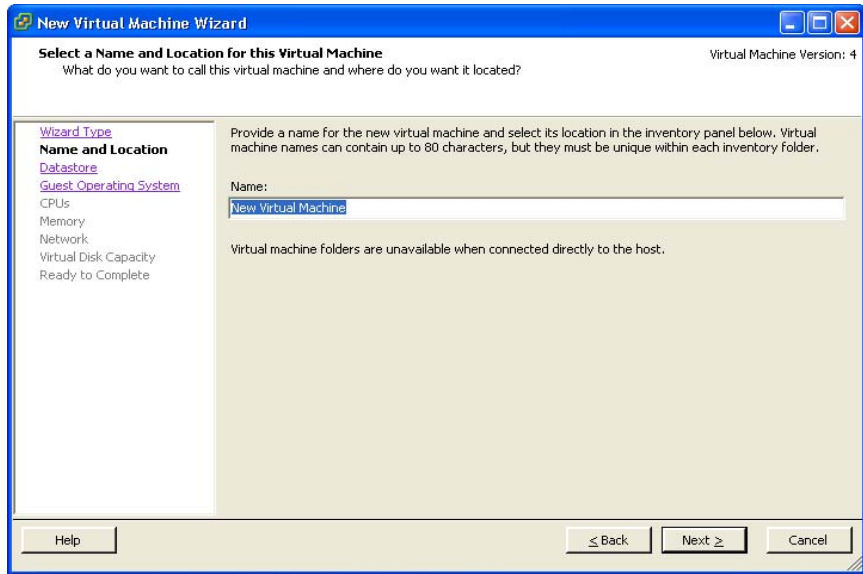 New Virtual Machine Wizard
Select a Name and Location for this Virtual Machine
Virtual Machine Version: 4
What do you want to call this virtual machine and where do you want it located?
Wizard Type
Name and Location
Datastore
Guest Operating System
CPUs
Memory
Network
Virtual Disk Capacity
Ready to Complete
Provide a name for the new virtual machine and select its location in the inventory panel below. Virtual
machine names can contain up to 80 characters, but they must be unique within each inventory folder.
Name:
New Virtual Machine
Virtual machine folders are unavailable when connected directly to the host.
Help
< Back
Next >
Cancel